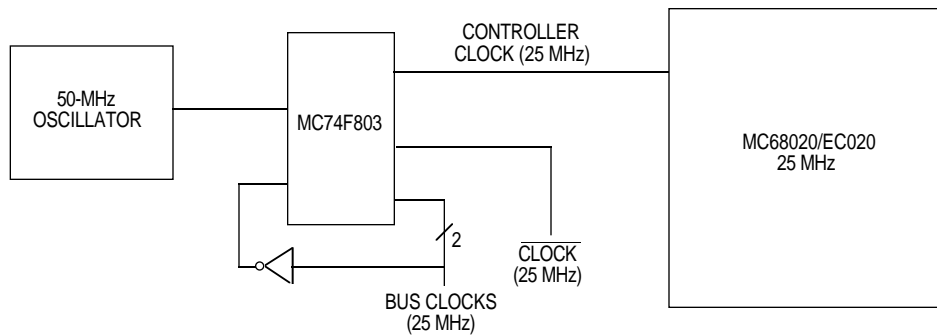 CONTROLLER
CLOCK (25 MHz)
50-MHz
OSCILLATOR
MC74F803
MC68020/EC020
25 MHz
2
CLOCK
(25 MHz)
BUS CLOCKS
(25 MHz)